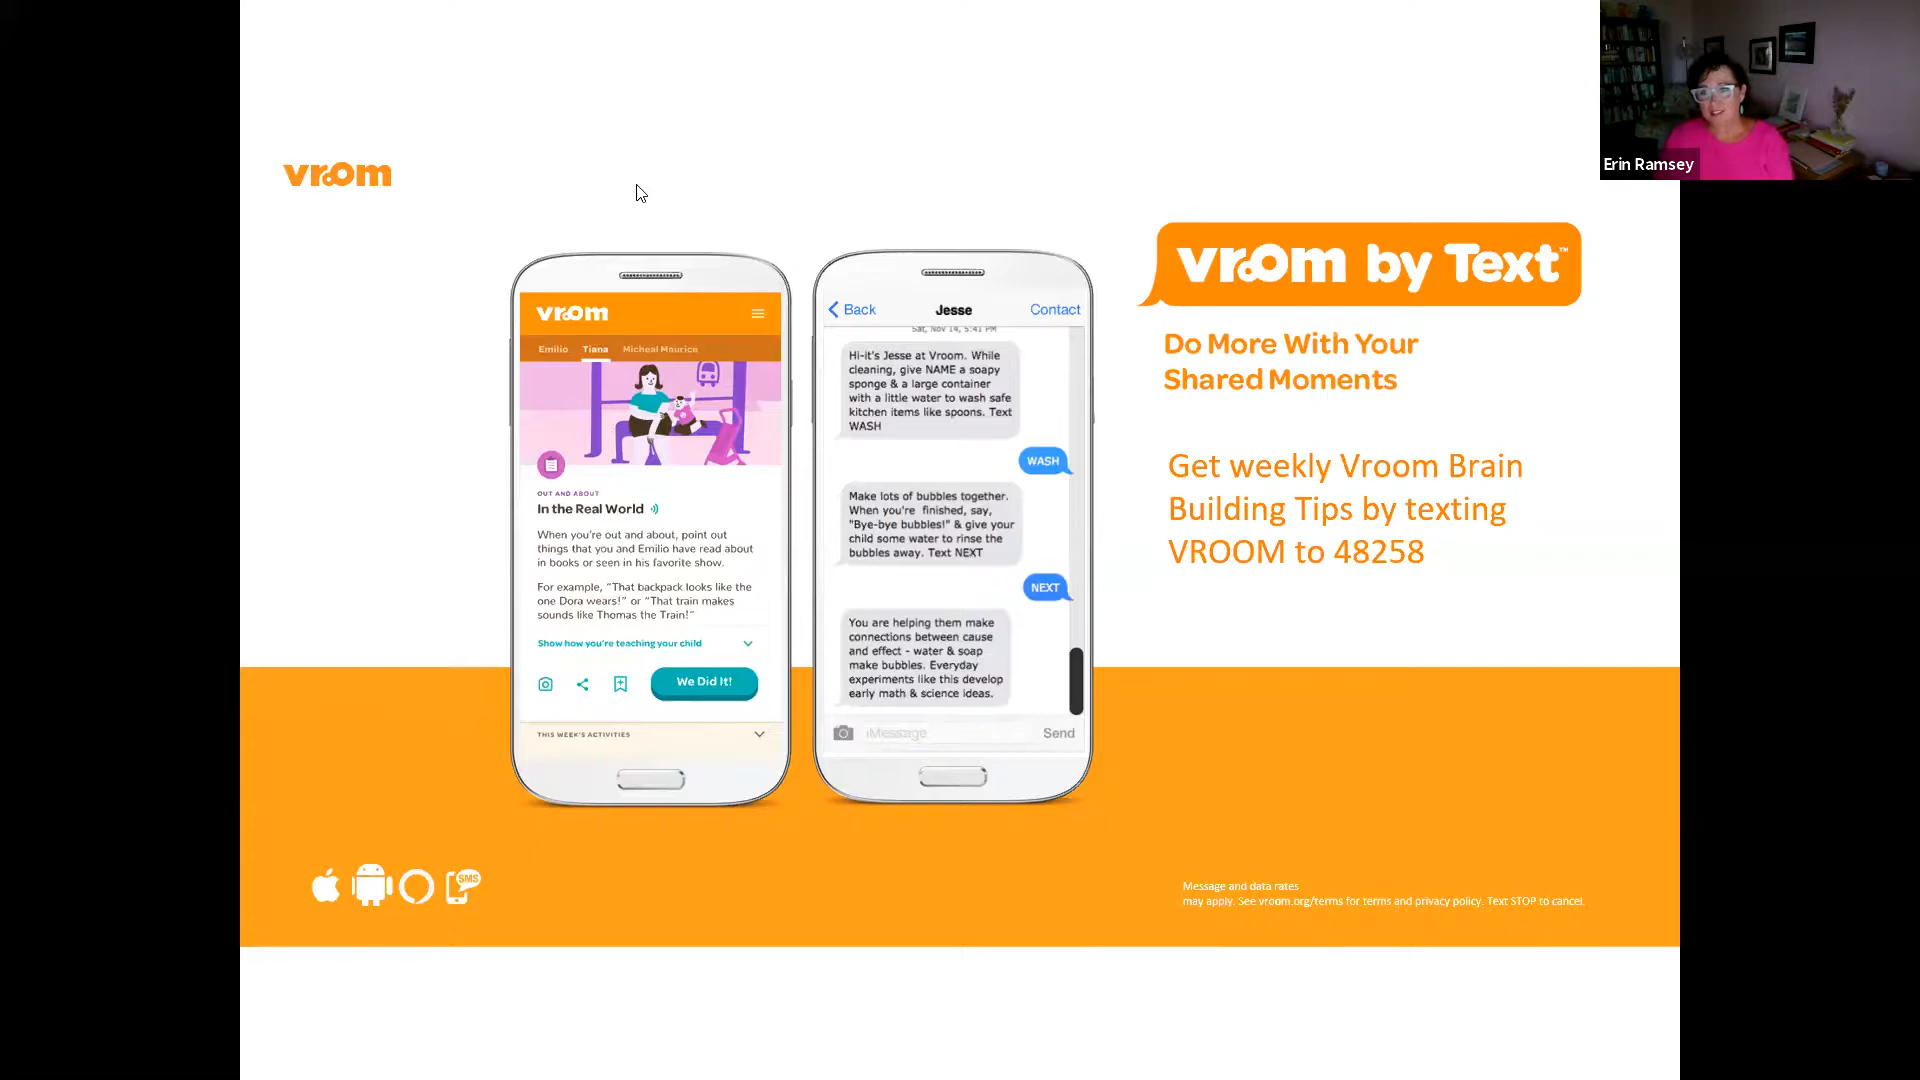 Erin Ramsey
vroom
vroom by Text™
Do More With Your
Shared Moments
Get weekly Vroom Brain
Building Tips by texting
VROOM to 48258
vroom
Emilio Tiana Micheal Maurice
OUT AND ABOUT
In the Real World
When you're out and about, point out
things that you and Emilio have read about
in books or seen in his favorite show.
For example, "That backpack looks like the
one Dora wears!" or "That train makes
sounds like Thomas the Train!"
Show how you're teaching your child
We Did It!
THIS WEEK'S ACTIVITIES
Back Jesse Contact
Sat, Nov 14, 5:41 PM
Hi-it's Jesse at Vroom. While
cleaning, give NAME a soapy
sponge & a large container
with a little water to wash safe
kitchen items like spoons. Text
WASH
WASH
Make lots of bubbles together.
When you're finished, say,
"Bye-bye bubbles!" & give your
child some water to rinse the
bubbles away. Text NEXT
NEXT
You are helping them make
connections between cause
and effect - water & soap
make bubbles. Everyday
experiments like this develop
early math & science ideas.
iMessage Send
SMS
Message and data rates
may apply. See vroom.org/terms for terms and privacy policy. Text STOP to cancel.